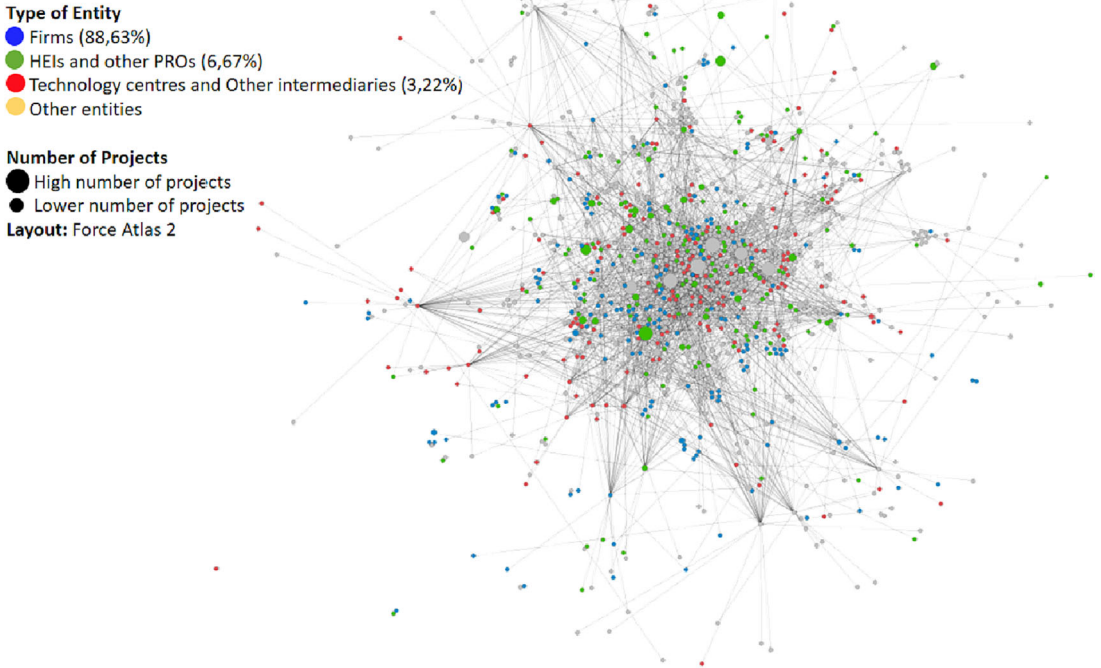 Type of Entity
Firms (88,63%)
HEIs and other PROs (6,67%)
Technology centres and Other intermediaries (3,22%)
Other entities
Number of Projects
High number of projects
Lower number of projects
Layout: Force Atlas 2